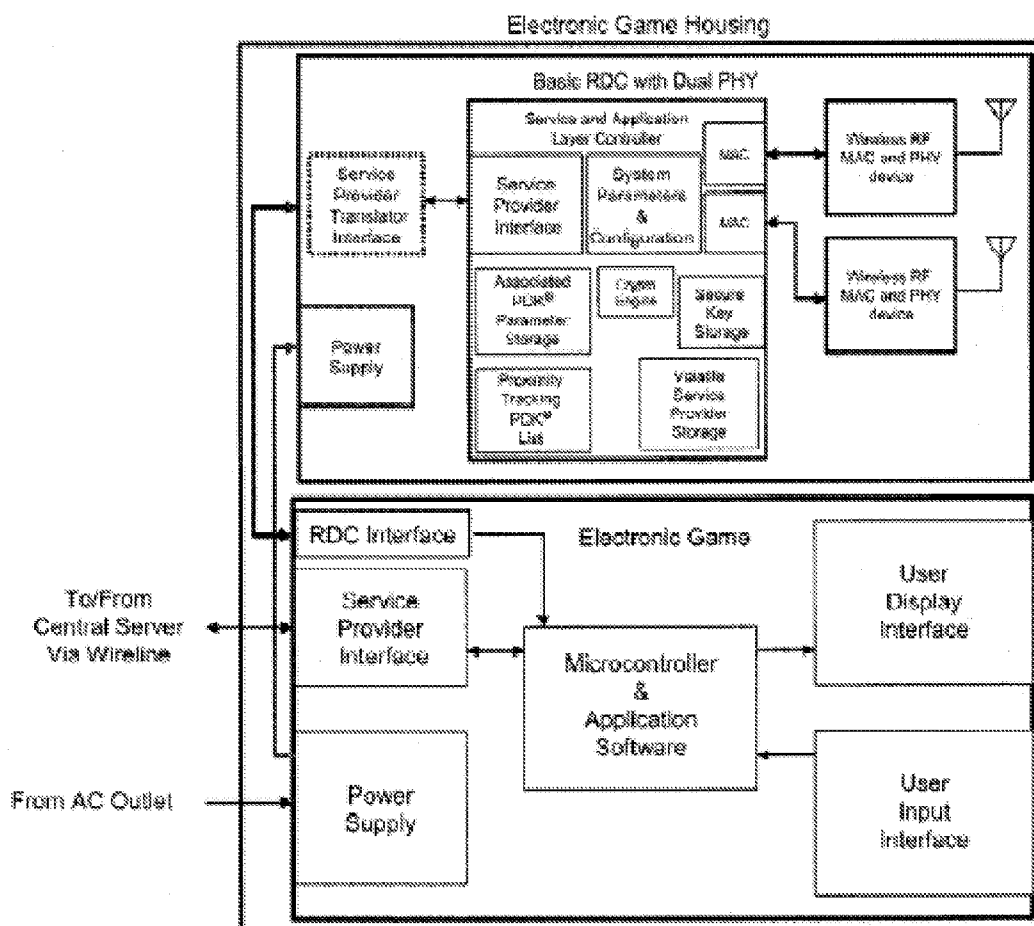 Electronic Game Housing
Basic RDC with Dual PHY
Service and Application
Layer Controller
MAC
MAC
Wireless RF
MAC and PHY
device
Wireless RF
MAC and PHY
device
Service
Provider
Translator
Interface
Service
Provider
Interface
System
Parameters
&
Configuration
Associated
PDK®
Parameter
Storage
Crypto
Engine
Secure
Key
Storage
Power
Supply
Proximity
Tracking
PDK®
List
Volatile
Service
Provider
Storage
RDC Interface
Electronic Game
User
Display
Interface
To/From
Central Server
Via Wireline
Service
Provider
Interface
Microcontroller
&
Application
Software
From AC Outlet
Power
Supply
User
Input
Interface